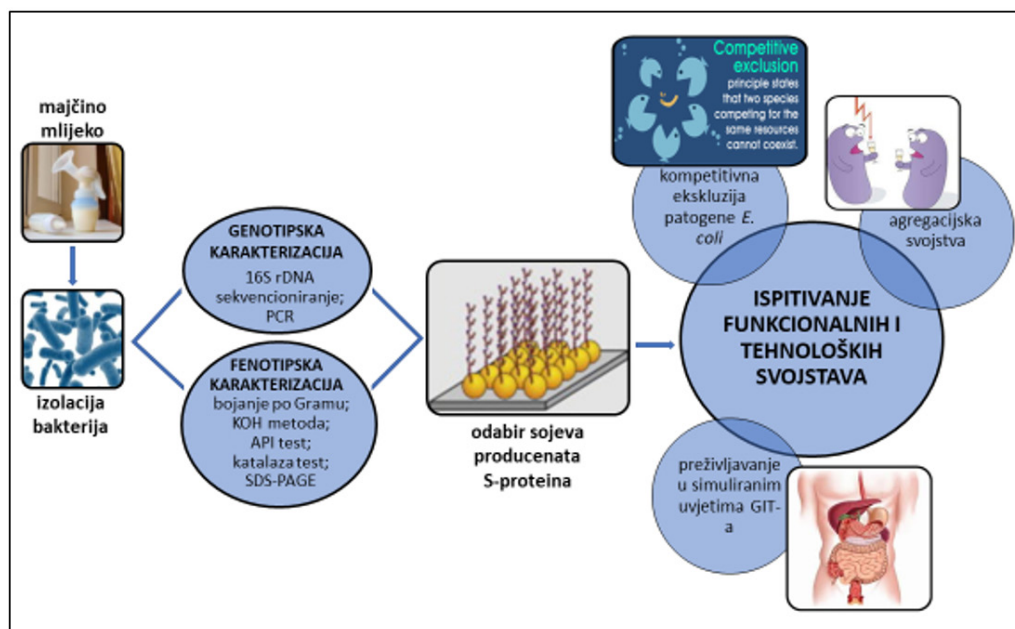 majčino
mlijeko
izolacija
bakterija
GENOTIPSKA
KARAKTERIZACIJA
16S rDNA
sekvencioniranje;
PCR
FENOTIPSKA
KARAKTERIZACIJA
bojanje po Gramu;
KOH metoda;
API test;
katalaza test;
SDS-PAGE
odabir sojeva
producenata
S-proteina
Competitive
exclusion
principle states
that two species
competing for the
same resources
cannot coexist.
kompetitivna
ekskluzija
patogene E.
coli
agregacijska
svojstva
ISPITIVANJE
FUNKCIONALNIH I
TEHNOLOŠKIH
SVOJSTAVA
preživljavanje
u simuliranim
uvjetima GIT-
a